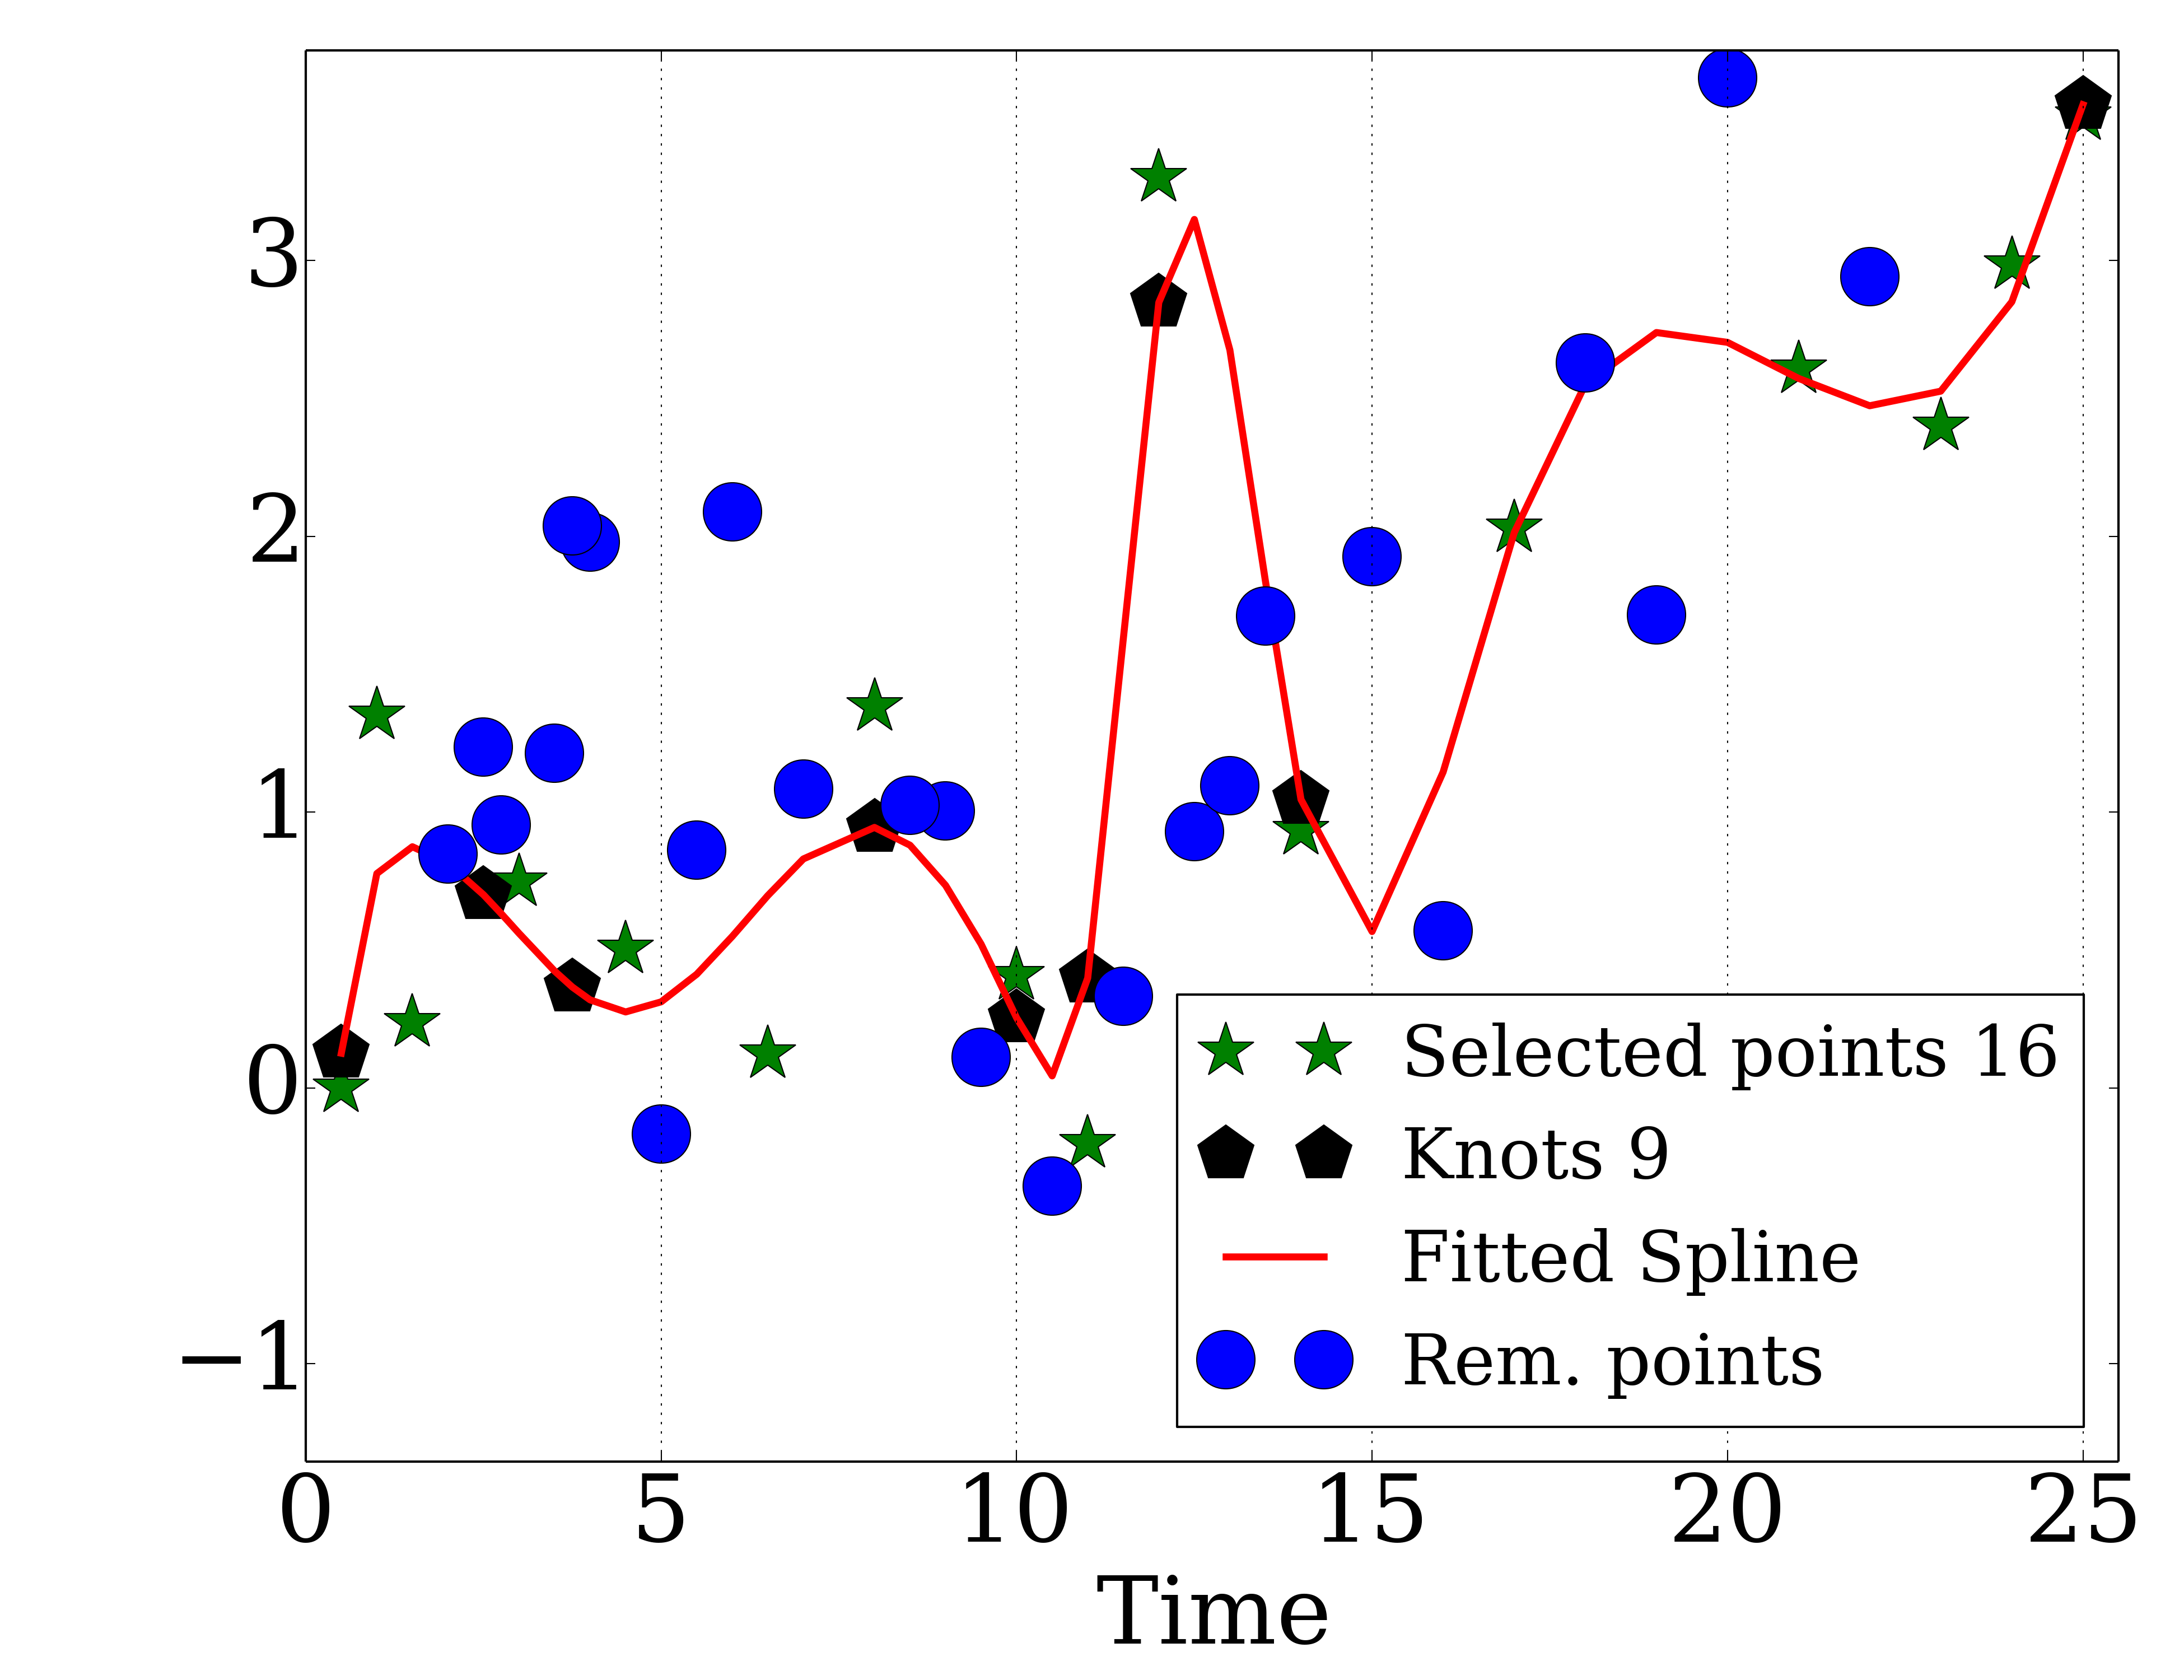 3
2
1
0
−1
0 5 10 15 20 25
Time
Selected points 16
Knots 9
Fitted Spline
Rem. points